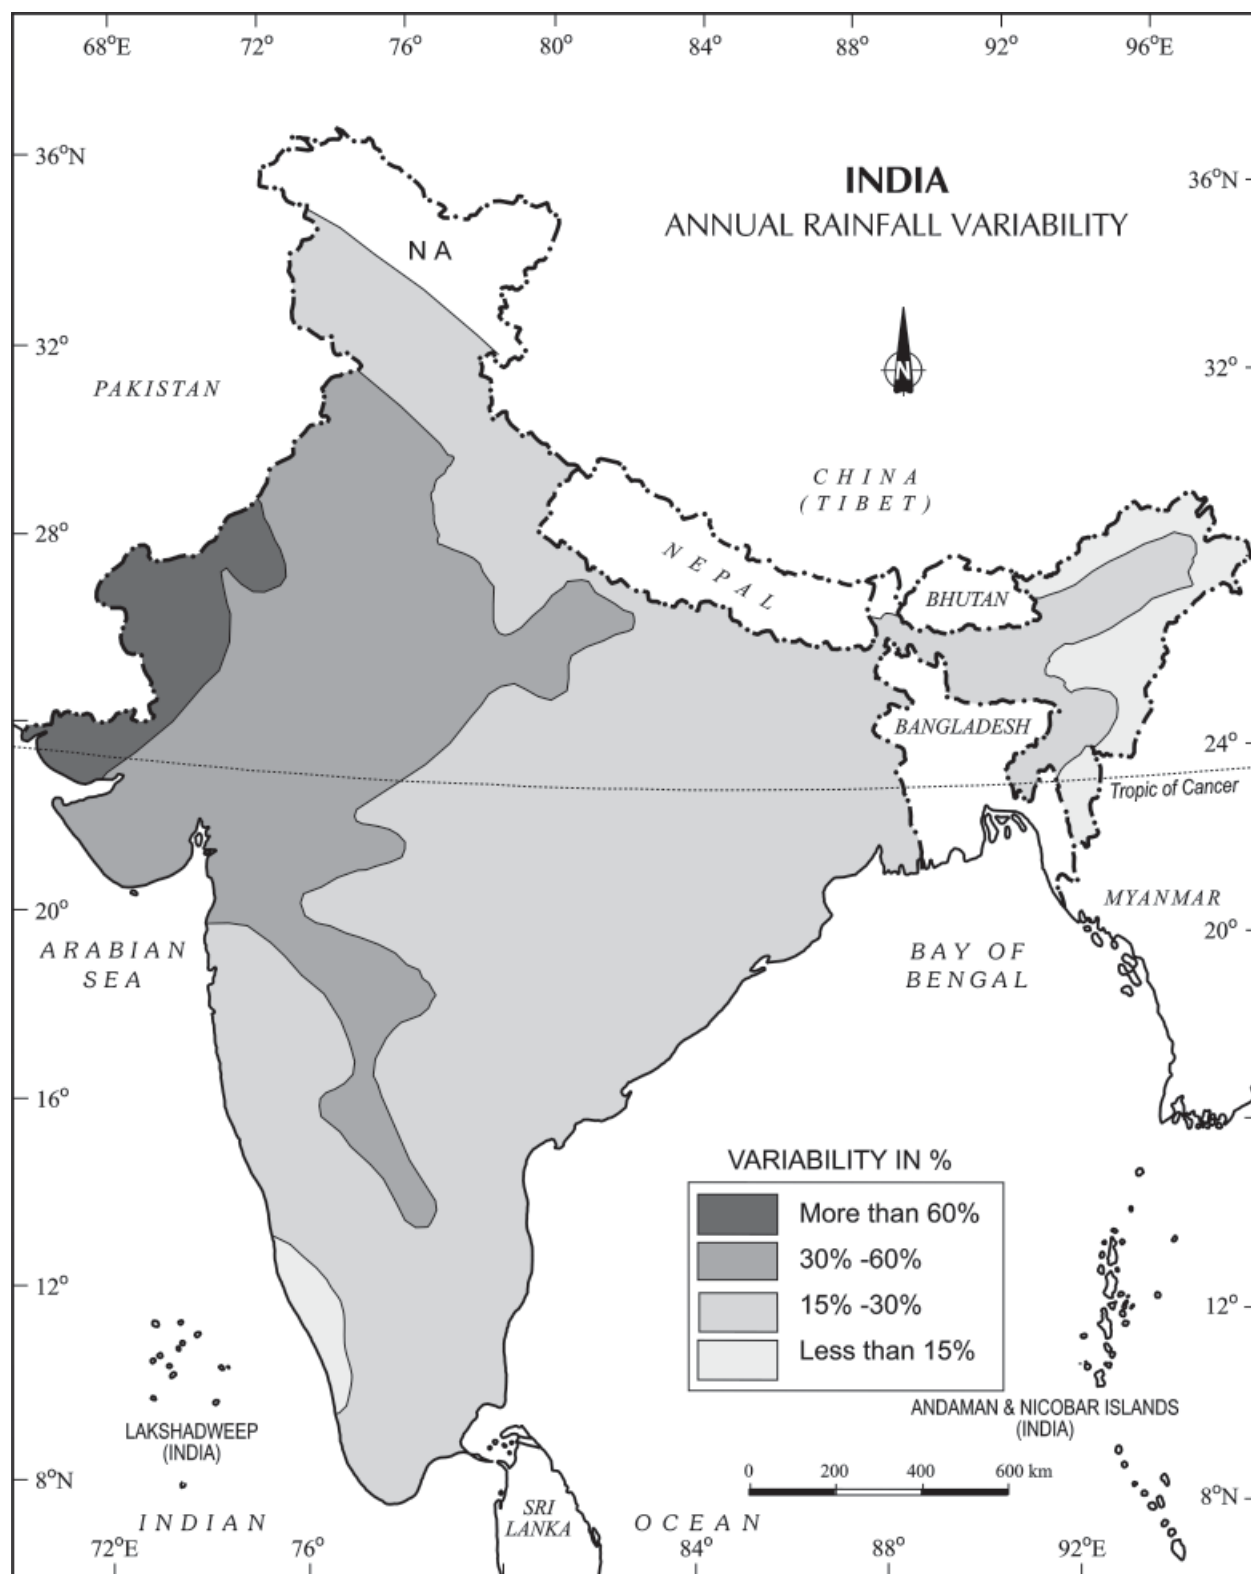 68°E 72° 76° 80° 84° 88° 92° 96°E
36°N
INDIA
36°N
ANNUAL RAINFALL VARIABILITY
N A
32°
N
32°
PAKISTAN
CHINA
(TIBET)
28°
NEPAL
BHUTAN
BANGLADESH
24°
Tropic of Cancer
20°
MYANMAR
20°
ARABIAN
SEA
BAY OF
BENGAL
16°
VARIABILITY IN %
More than 60%
30% -60%
15% -30%
Less than 15%
12°
12°
ANDAMAN & NICOBAR ISLANDS
(INDIA)
LAKSHADWEEP
(INDIA)
0 200 400 600 km
8°N
8°N
SRI
LANKA
INDIAN OCEAN
72°E 76° 84° 88° 92°E